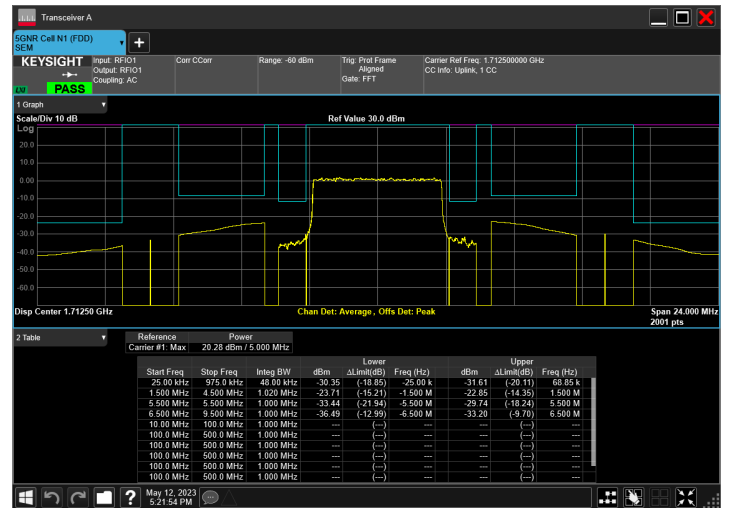 Transceiver A
5GNR Cell N1 (FDD)
SEM
KEYSIGHT
Input: RFIO1
Output: RFIO1
Coupling: AC
Corr CCorr
Range: -60 dBm
Trig: Prot Frame
Aligned
Gate: FFT
Carrier Ref Freq: 1.712500000 GHz
CC Info: Uplink, 1 CC
LXI
PASS
1 Graph
Scale/Div 10 dB
Ref Value 30.0 dBm
Log
20.0
10.0
0.00
-10.0
-20.0
-30.0
-40.0
-50.0
-60.0
Disp Center 1.71250 GHz
Chan Det: Average , Offs Det: Peak
Span 24.000 MHz
2001 pts
2 Table
Reference Power
Carrier #1: Max 20.28 dBm / 5.000 MHz
Lower Upper
Start Freq Stop Freq Integ BW dBm ΔLimit(dB) Freq (Hz) dBm ΔLimit(dB) Freq (Hz)
25.00 kHz 975.0 kHz 48.00 kHz -30.35 (-18.85) -25.00 k -31.61 (-20.11) 68.85 k
1.500 MHz 4.500 MHz 1.020 MHz -23.71 (-15.21) -1.500 M -22.85 (-14.35) 1.500 M
5.500 MHz 5.500 MHz 1.000 MHz -33.44 (-21.94) -5.500 M -29.74 (-18.24) 5.500 M
6.500 MHz 9.500 MHz 1.000 MHz -36.49 (-12.99) -6.500 M -33.20 (-9.70) 6.500 M
10.00 MHz 100.0 MHz 1.000 MHz --- (---) --- --- (---) ---
100.0 MHz 500.0 MHz 1.000 MHz --- (---) --- --- (---) ---
100.0 MHz 500.0 MHz 1.000 MHz --- (---) --- --- (---) ---
100.0 MHz 500.0 MHz 1.000 MHz --- (---) --- --- (---) ---
100.0 MHz 500.0 MHz 1.000 MHz --- (---) --- --- (---) ---
100.0 MHz 500.0 MHz 1.000 MHz --- (---) --- --- (---) ---
May 12, 2023
5:21:54 PM